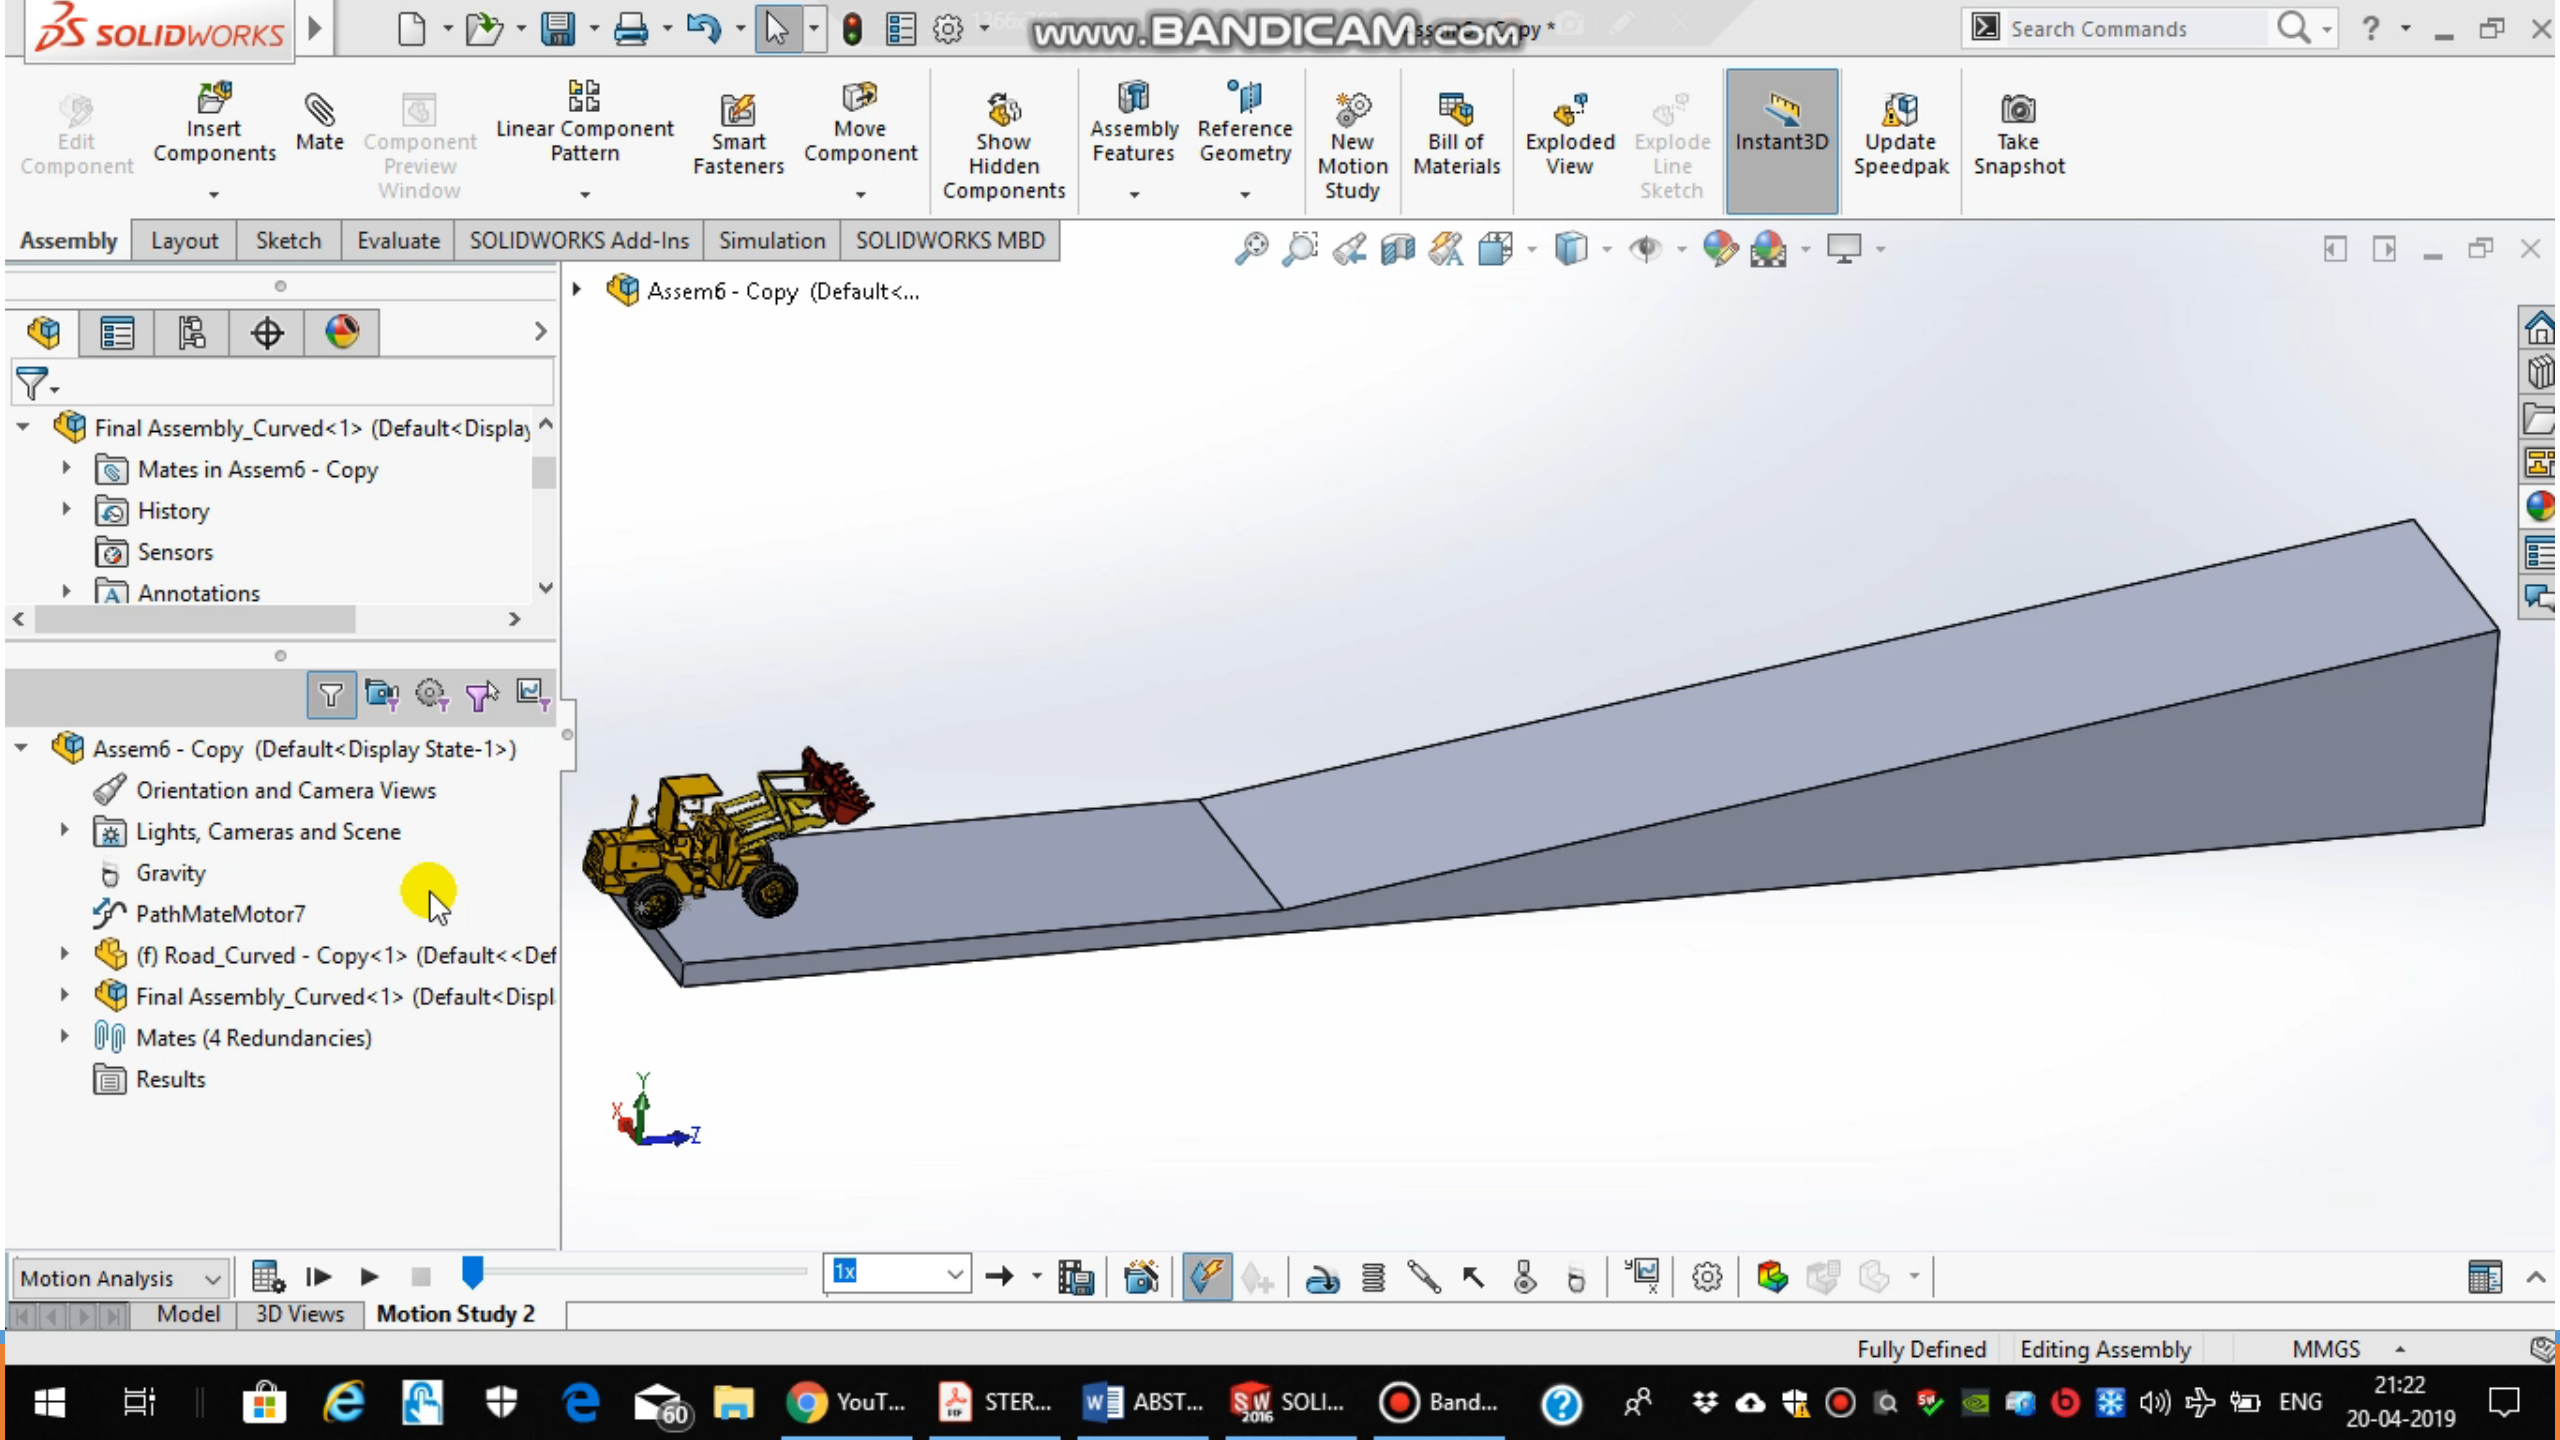 SOLIDWORKS
www.BANDICAM.com
py *
Search Commands
Edit Component
Insert Components
Mate
Component Preview Window
Linear Component Pattern
Smart Fasteners
Move Component
Show Hidden Components
Assembly Features
Reference Geometry
New Motion Study
Bill of Materials
Exploded View
Explode Line Sketch
Instant3D
Update Speedpak
Take Snapshot
Assembly
Layout
Sketch
Evaluate
SOLIDWORKS Add-Ins
Simulation
SOLIDWORKS MBD
Assem6 - Copy (Default<...
Final Assembly_Curved<1> (Default<Display
Mates in Assem6 - Copy
History
Sensors
Annotations
Assem6 - Copy (Default<Display State-1>)
Orientation and Camera Views
Lights, Cameras and Scene
Gravity
PathMateMotor7
(f) Road_Curved - Copy<1> (Default<<Def
Final Assembly_Curved<1> (Default<Displ
Mates (4 Redundancies)
Results
Y
X
Z
Motion Analysis
1x
Model
3D Views
Motion Study 2
Fully Defined
Editing Assembly
MMGS
60
YouT...
STER...
ABST...
SOLI...
Band...
ENG
21:22
20-04-2019